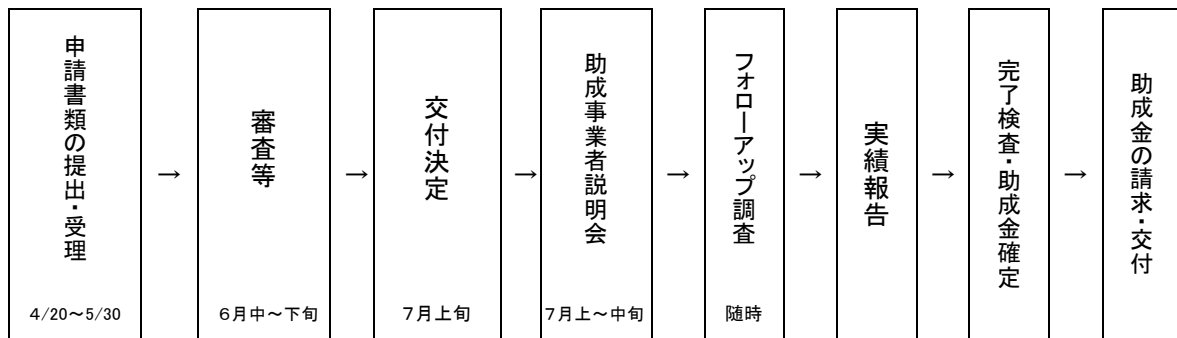 申請書類の提出・受理
4/20～5/30
→
審査等
６月中～下旬
→
交付決定
７月上旬
→
助成事業者説明会
７月上～中旬
→
フォローアップ調査
随時
→
実績報告
→
完了検査・助成金確定
→
助成金の請求・交付